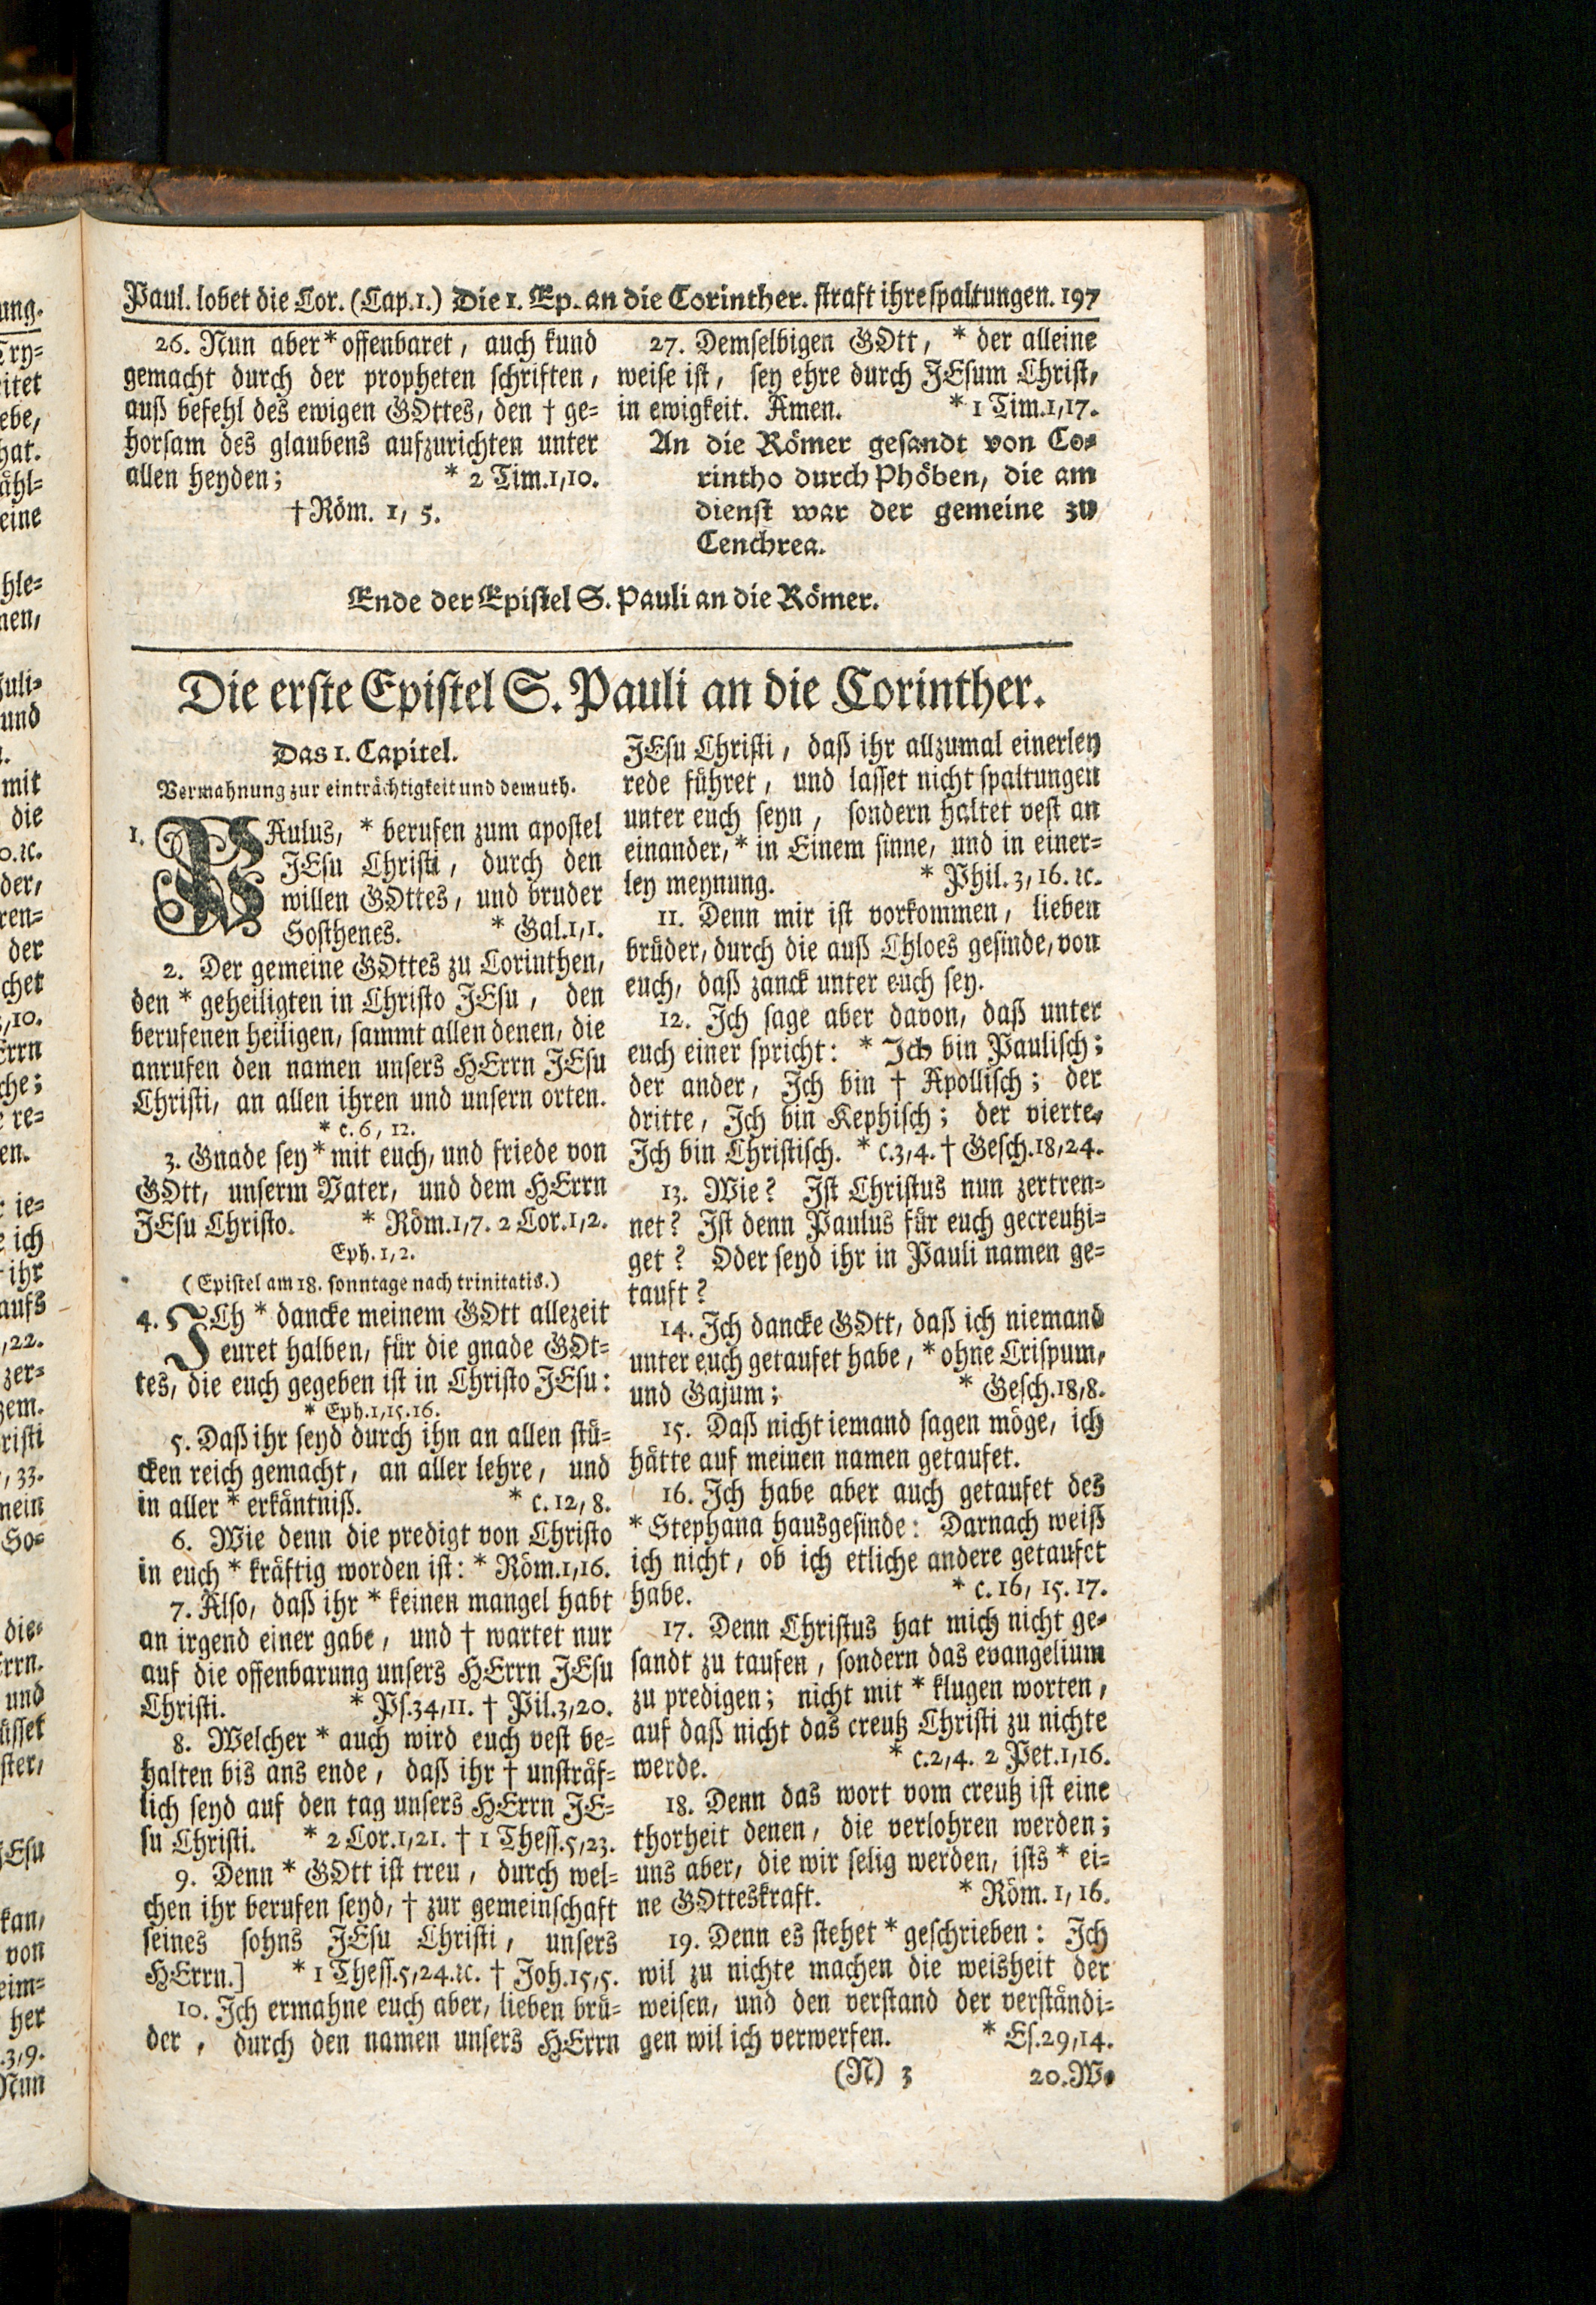 Paul. lobet die Cor. (Cap.1.) Die 1. Ep. an die Corinther. straft ihre spaltungen. 197
26. Nun aber * offenbaret, auch kund
gemacht durch der propheten schriften,
auß befehl des ewigen GOttes, den † ge-
horsam des glaubens aufzurichten unter
allen heyden; * 2 Tim.1,10.
† Röm. 1, 5.
27. Demselbigen GOtt, * der alleine
weise ist, sey ehre durch JEsum Christ,
in ewigkeit. Amen. * 1 Tim.1,17.
An die Römer gesandt von Co-
rintho durch Phöben, die am
dienst war der gemeine zu
Cenchrea.
Ende der Epistel S. Pauli an die Römer.
Die erste Epistel S. Pauli an die Corinther.
Das 1. Capitel.
Vermahnung zur einträchtigkeit und demuth.
1. PAulus, * berufen zum apostel
JEsu Christi, durch den
willen GOttes, und bruder
Sosthenes. * Gal.1,1.
2. Der gemeine GOttes zu Corinthen,
den * geheiligten in Christo JEsu, den
berufenen heiligen, sammt allen denen, die
anrufen den namen unsers HErrn JEsu
Christi, an allen ihren und unsern orten.
* c. 6, 12.
3. Gnade sey * mit euch, und friede von
GOtt, unserm Vater, und dem HErrn
JEsu Christo. * Röm.1,7. 2 Cor.1,2.
Eph.1,2.
(Epistel am 18. sonntage nach trinitatis.)
4. JCh * dancke meinem GOtt allezeit
euret halben, für die gnade GOt-
tes, die euch gegeben ist in Christo JEsu:
* Eph.1,15.16.
5. Daß ihr seyd durch ihn an allen stü-
cken reich gemacht, an aller lehre, und
in aller * erkäntniß. * c. 12, 8.
6. Wie denn die predigt von Christo
in euch * kräftig worden ist: * Röm.1,16.
7. Also, daß ihr * keinen mangel habt
an irgend einer gabe, und † wartet nur
auf die offenbarung unsers HErrn JEsu
Christi. * Ps.34,11. † Pil.3,20.
8. Welcher * auch wird euch vest be-
halten bis ans ende, daß ihr † unsträf-
lich seyd auf den tag unsers HErrn JE-
su Christi. * 2 Cor.1,21. † 1 Thess.5,23.
9. Denn * GOtt ist treu, durch wel-
chen ihr berufen seyd, † zur gemeinschaft
seines sohns JEsu Christi, unsers
HErrn.] * 1 Thess.5,24.rc. † Joh.15,5.
10. Ich ermahne euch aber, lieben brü-
der, durch den namen unsers HErrn
JEsu Christi, daß ihr allzumal einerley
rede führet, und lasset nicht spaltungen
unter euch seyn, sondern haltet vest an
einander, * in Einem sinne, und in einer-
ley meynung. * Phil. 3, 16. rc.
11. Denn mir ist vorkommen, lieben
brüder, durch die auß Chloes gesinde, von
euch, daß zanck unter euch sey.
12. Ich sage aber davon, daß unter
euch einer spricht: * Ich bin Paulisch;
der ander, Ich bin † Apollisch; der
dritte, Ich bin Kephisch; der vierte,
Ich bin Christisch. * c.3,4. † Gesch.18,24.
13. Wie? Ist Christus nun zertren-
net? Ist denn Paulus für euch gecreutzi-
get? Oder seyd ihr in Pauli namen ge-
tauft?
14. Ich dancke GOtt, daß ich niemand
unter euch getaufet habe, * ohne Crispum,
und Gajum; * Gesch.18,8.
15. Daß nicht iemand sagen möge, ich
hätte auf meinen namen getaufet.
16. Ich habe aber auch getaufet des
* Stephana hausgesinde: Darnach weiß
ich nicht, ob ich etliche andere getaufet
habe. * c. 16, 15. 17.
17. Denn Christus hat mich nicht ge-
sandt zu taufen, sondern das evangelium
zu predigen; nicht mit * klugen worten,
auf daß nicht das creutz Christi zu nichte
werde. * c.2,4. 2 Pet.1,16.
18. Denn das wort vom creutz ist eine
thorheit denen, die verlohren werden;
uns aber, die wir selig werden, ists * ei-
ne GOtteskraft. * Röm. 1, 16.
19. Denn es stehet * geschrieben: Ich
wil zu nichte machen die weisheit der
weisen, und den verstand der verständi-
gen wil ich verwerfen. * Es.29,14.
(N) 3 20. W.